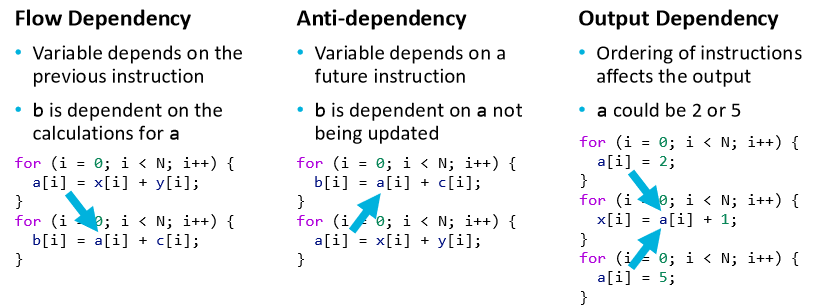 Flow Dependency
• Variable depends on the
previous instruction
• b is dependent on the
calculations for a
for (i = 0; i < N; i++) {
  a[i] = x[i] + y[i];
}
for (i = 0; i < N; i++) {
  b[i] = a[i] + c[i];
}
Anti-dependency
• Variable depends on a
future instruction
• b is dependent on a not
being updated
for (i = 0; i < N; i++) {
  b[i] = a[i] + c[i];
}
for (i = 0; i < N; i++) {
  a[i] = x[i] + y[i];
}
Output Dependency
• Ordering of instructions
affects the output
• a could be 2 or 5
for (i = 0; i < N; i++) {
  a[i] = 2;
}
for (i = 0; i < N; i++) {
  x[i] = a[i] + 1;
}
for (i = 0; i < N; i++) {
  a[i] = 5;
}